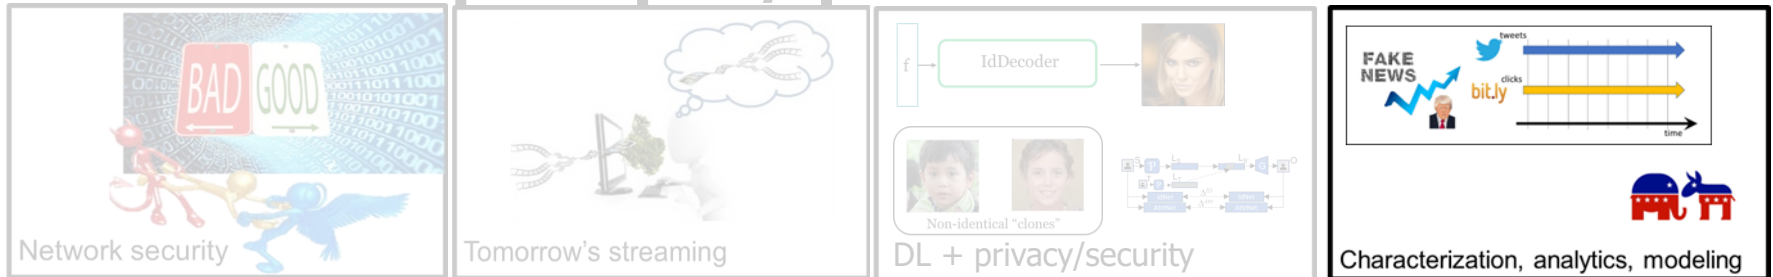 BAD
GOOD
Network security
Tomorrow's streaming
f
IdDecoder
Non-identical “clones”
DL + privacy/security
FAKE
NEWS
tweets
clicks
bit.ly
time
Characterization, analytics, modeling